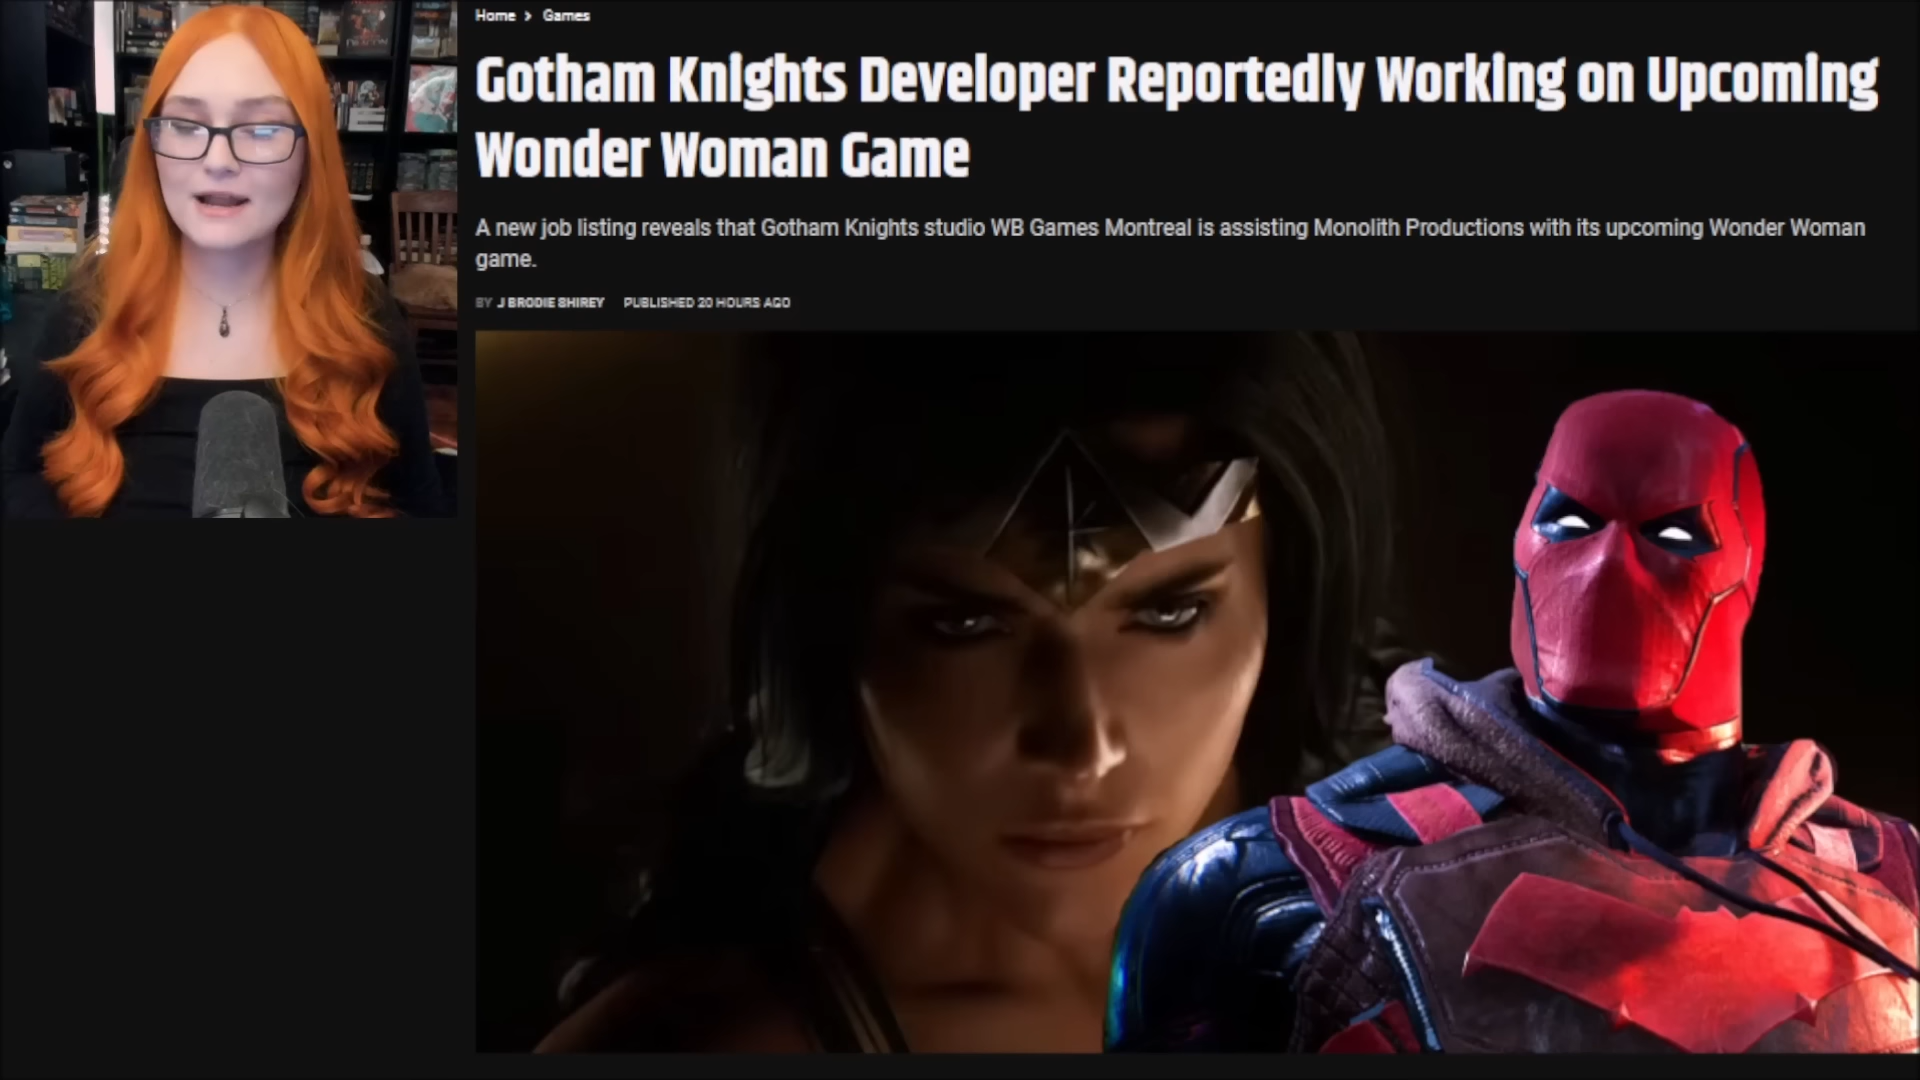 Home > Games
Gotham Knights Developer Reportedly Working on Upcoming
Wonder Woman Game
A new job listing reveals that Gotham Knights studio WB Games Montreal is assisting Monolith Productions with its upcoming Wonder Woman
game.
BY J BRODIE SHIREY PUBLISHED 20 HOURS AGO